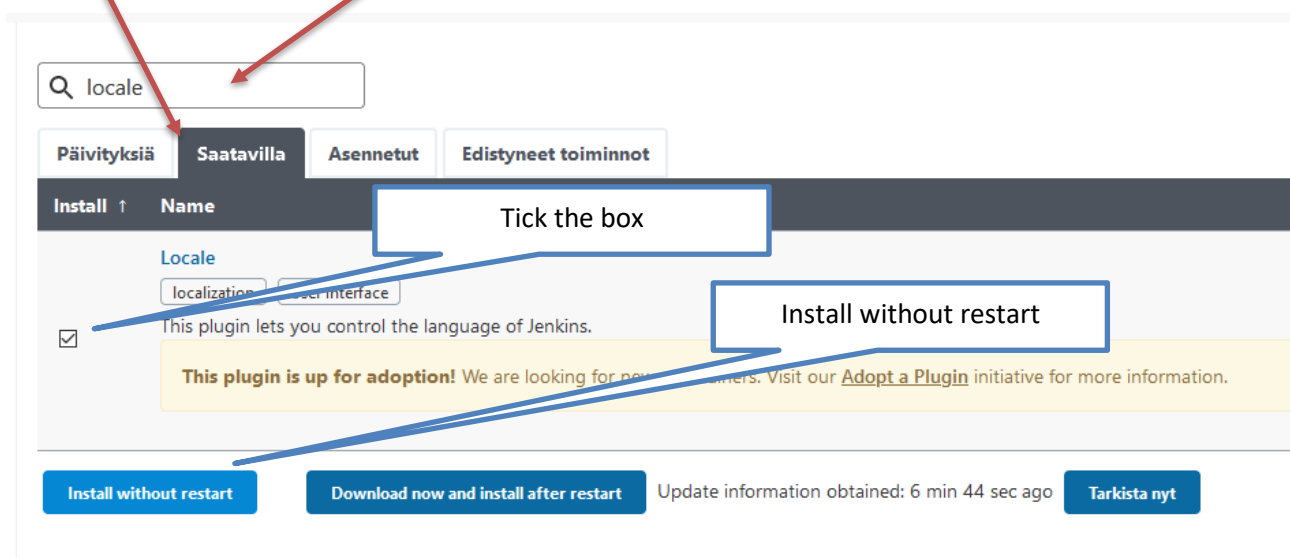 locale
Päivityksiä Saatavilla Asennetut Edistyneet toiminnot
Install ↑ Name
Tick the box
Locale
localization interface
Install without restart
This plugin lets you control the language of Jenkins.
This plugin is up for adoption! We are looking for Visit our Adopt a Plugin initiative for more information.
Install without restart Download now and install after restart Update information obtained: 6 min 44 sec ago Tarkista nyt